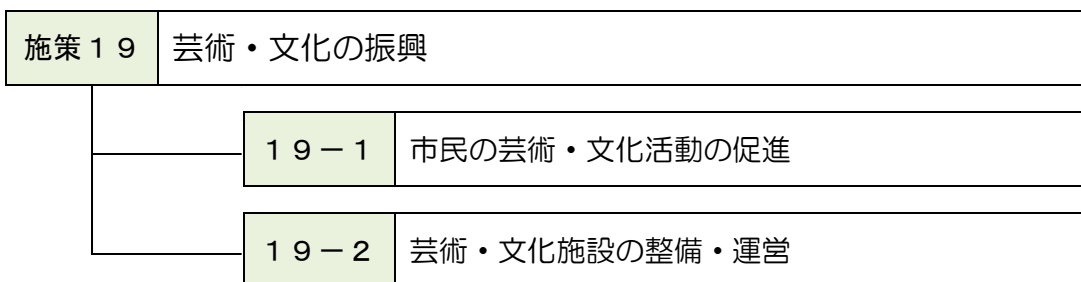 施策１９ 芸術・文化の振興
１９－１ 市民の芸術・文化活動の促進
１９－２ 芸術・文化施設の整備・運営